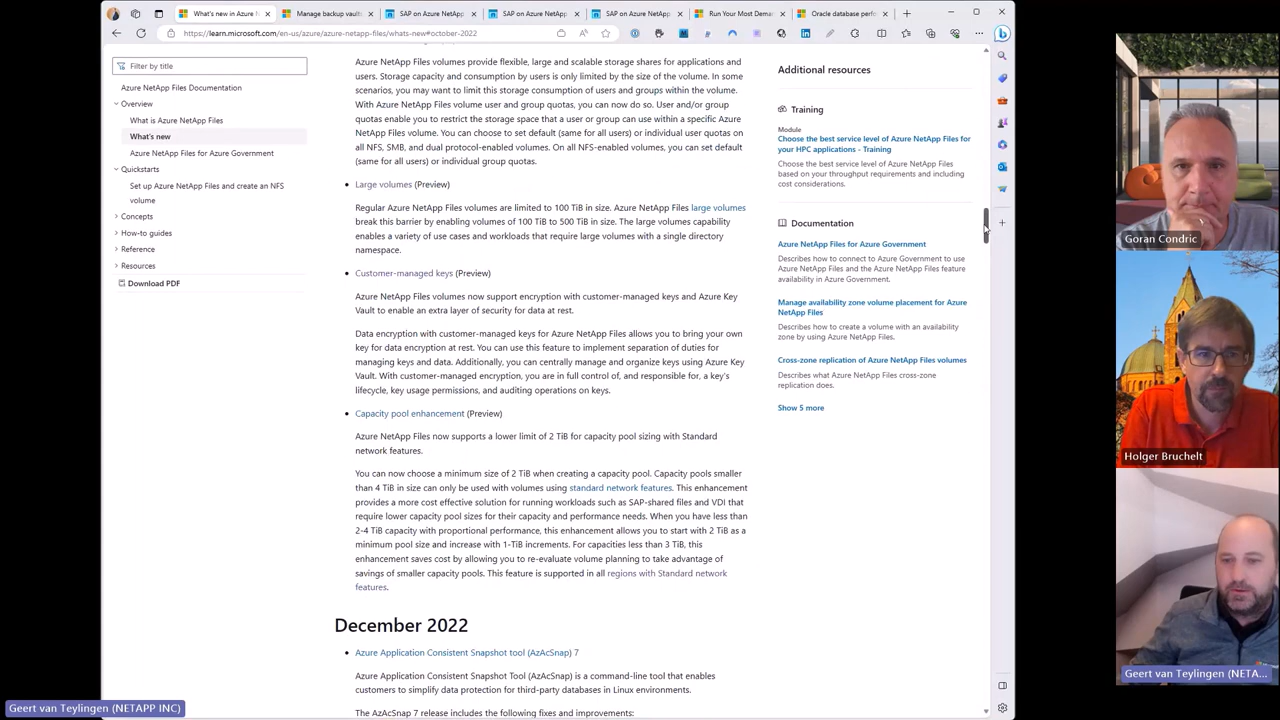 What's new in Azure N
Manage backup vault
SAP on Azure NetApp
SAP on Azure NetApp
SAP on Azure NetApp
Run Your Most Dema
Oracle database perfo
https://learn.microsoft.com/en-us/azure/azure-netapp-files/whats-new#october-2022
Filter by title
Azure NetApp Files Documentation
Overview
What is Azure NetApp Files
What's new
Azure NetApp Files for Azure Government
Quickstarts
Set up Azure NetApp Files and create an NFS
volume
Concepts
How-to guides
Reference
Resources
Download PDF
Azure NetApp Files volumes provide flexible, large and scalable storage shares for applications and
users. Storage capacity and consumption by users is only limited by the size of the volume. In some
scenarios, you may want to limit this storage consumption of users and groups within the volume.
With Azure NetApp Files volume user and group quotas, you can now do so. User and/or group
quotas enable you to restrict the storage space that a user or group can use within a specific Azure
NetApp Files volume. You can choose to set default (same for all users) or individual user quotas on
all NFS, SMB, and dual protocol-enabled volumes. On all NFS-enabled volumes, you can set default
(same for all users) or individual group quotas.
• Large volumes (Preview)
Regular Azure NetApp Files volumes are limited to 100 TiB in size. Azure NetApp Files large volumes
break this barrier by enabling volumes of 100 TiB to 500 TiB in size. The large volumes capability
enables a variety of use cases and workloads that require large volumes with a single directory
namespace.
• Customer-managed keys (Preview)
Azure NetApp Files volumes now support encryption with customer-managed keys and Azure Key
Vault to enable an extra layer of security for data at rest.
Data encryption with customer-managed keys for Azure NetApp Files allows you to bring your own
key for data encryption at rest. You can use this feature to implement separation of duties for
managing keys and data. Additionally, you can centrally manage and organize keys using Azure Key
Vault. With customer-managed encryption, you are in full control of, and responsible for, a key's
lifecycle, key usage permissions, and auditing operations on keys.
• Capacity pool enhancement (Preview)
Azure NetApp Files now supports a lower limit of 2 TiB for capacity pool sizing with Standard
network features.
You can now choose a minimum size of 2 TiB when creating a capacity pool. Capacity pools smaller
than 4 TiB in size can only be used with volumes using standard network features. This enhancement
provides a more cost effective solution for running workloads such as SAP-shared files and VDI that
require lower capacity pool sizes for their capacity and performance needs. When you have less than
2-4 TiB capacity with proportional performance, this enhancement allows you to start with 2 TiB as a
minimum pool size and increase with 1-TiB increments. For capacities less than 3 TiB, this
enhancement saves cost by allowing you to re-evaluate volume planning to take advantage of
savings of smaller capacity pools. This feature is supported in all regions with Standard network
features.
December 2022
• Azure Application Consistent Snapshot tool (AzAcSnap) 7
Azure Application Consistent Snapshot Tool (AzAcSnap) is a command-line tool that enables
customers to simplify data protection for third-party databases in Linux environments.
The AzAcSnap 7 release includes the following fixes and improvements:
Additional resources
Training
Module
Choose the best service level of Azure NetApp Files for
your HPC applications - Training
Choose the best service level of Azure NetApp Files
based on your throughput requirements and including
cost considerations.
Documentation
Azure NetApp Files for Azure Government
Describes how to connect to Azure Government to use
Azure NetApp Files and the Azure NetApp Files feature
availability in Azure Government.
Manage availability zone volume placement for Azure
NetApp Files
Describes how to create a volume with an availability
zone by using Azure NetApp Files.
Cross-zone replication of Azure NetApp Files volumes
Describes what Azure NetApp Files cross-zone
replication does.
Show 5 more
Goran Condric
Holger Bruchelt
Geert van Teylingen (NETA...
Geert van Teylingen (NETAPP INC)